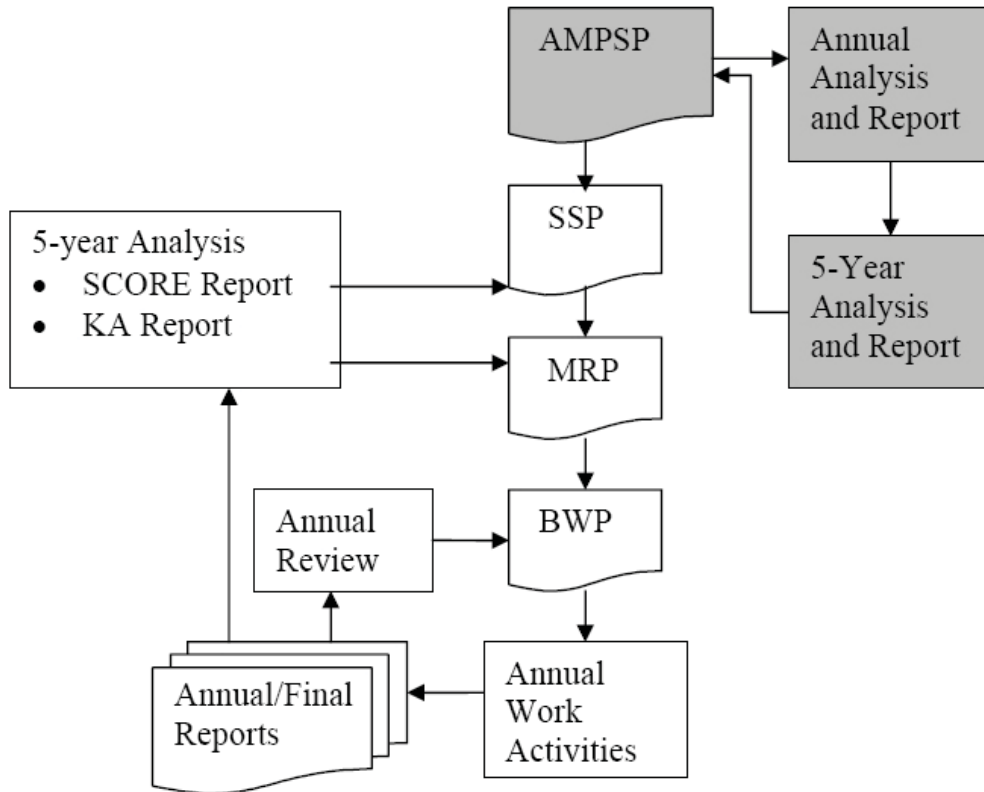 AMPSP
Annual
Analysis
and Report
SSP
5-year Analysis
• SCORE Report
• KA Report
5-Year
Analysis
and Report
MRP
Annual
Review
BWP
Annual/Final
Reports
Annual
Work
Activities